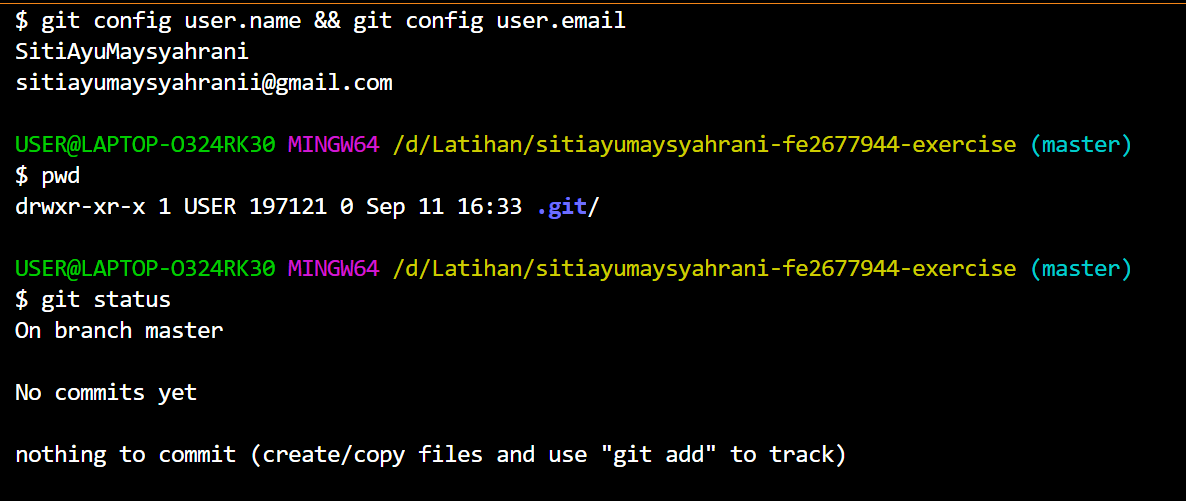 $ git config user.name && git config user.email
SitiAyuMaysyahrani
sitiayumaysyahranii@gmail.com
USER@LAPTOP-O324RK30 MINGW64 /d/Latihan/sitiayumaysyahrani-fe2677944-exercise (master)
$ pwd
drwxr-xr-x 1 USER 197121 0 Sep 11 16:33 .git/
USER@LAPTOP-O324RK30 MINGW64 /d/Latihan/sitiayumaysyahrani-fe2677944-exercise (master)
$ git status
On branch master
No commits yet
nothing to commit (create/copy files and use "git add" to track)